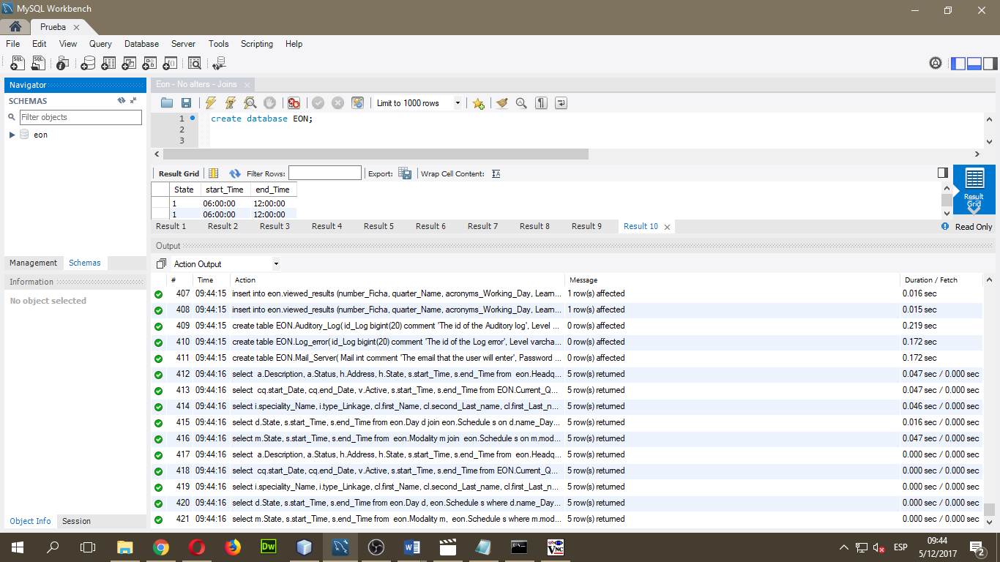 MySQL Workbench
Prueba
File Edit View Query Database Server Tools Scripting Help
Navigator
SCHEMAS
Filter objects
eon
Management Schemas
Information
No object selected
Object Info Session
Eon - No alters - Joins
Limit to 1000 rows
1 create database EON;
2
3
Result Grid Filter Rows: Export: Wrap Cell Content:
State start_Time end_Time
1 06:00:00 12:00:00
1 06:00:00 12:00:00
Result Grid
Result 1 Result 2 Result 3 Result 4 Result 5 Result 6 Result 7 Result 8 Result 9 Result 10 Read Only
Output
Action Output
# Time Action Message Duration / Fetch
407 09:44:15 insert into eon.viewed_results (number_Ficha, quarter_Name, acronyms_Working_Day, Learn... 1 row(s) affected 0.016 sec
408 09:44:15 insert into eon.viewed_results (number_Ficha, quarter_Name, acronyms_Working_Day, Learn... 1 row(s) affected 0.015 sec
409 09:44:15 create table EON.Auditory_Log( id_Log bigint(20) comment 'The id of the Auditory log', Level ... 0 row(s) affected 0.219 sec
410 09:44:15 create table EON.Log_error( id_Log bigint(20) comment 'The id of the Log error', Level varcha... 0 row(s) affected 0.172 sec
411 09:44:15 create table EON.Mail_Server( Mail int comment 'The email that the user will enter', Password ... 0 row(s) affected 0.172 sec
412 09:44:16 select a.Description, a.Status, h.Address, h.State, s.start_Time, s.end_Time from eon.Headq... 5 row(s) returned 0.047 sec / 0.000 sec
413 09:44:16 select cq.start_Date, cq.end_Date, v.Active, s.start_Time, s.end_Time from EON.Current_Q... 5 row(s) returned 0.047 sec / 0.000 sec
414 09:44:16 select i.speciality_Name, i.type_Linkage, cl.first_Name, cl.second_Last_name, cl.first_Last_n... 5 row(s) returned 0.046 sec / 0.000 sec
415 09:44:16 select d.State, s.start_Time, s.end_Time from eon.Day d join eon.Schedule s on d.name_Day... 5 row(s) returned 0.016 sec / 0.000 sec
416 09:44:16 select m.State, s.start_Time, s.end_Time from eon.Modality m join eon.Schedule s on m.mod... 5 row(s) returned 0.047 sec / 0.000 sec
417 09:44:16 select a.Description, a.Status, h.Address, h.State, s.start_Time, s.end_Time from eon.Headq... 5 row(s) returned 0.000 sec / 0.000 sec
418 09:44:16 select cq.start_Date, cq.end_Date, v.Active, s.start_Time, s.end_Time from EON.Current_Q... 5 row(s) returned 0.000 sec / 0.000 sec
419 09:44:16 select i.speciality_Name, i.type_Linkage, cl.first_Name, cl.second_Last_name, cl.first_Last_n... 5 row(s) returned 0.000 sec / 0.000 sec
420 09:44:16 select d.State, s.start_Time, s.end_Time from eon.Day d, eon.Schedule s where d.name_Day... 5 row(s) returned 0.000 sec / 0.000 sec
421 09:44:16 select m.State, s.start_Time, s.end_Time from eon.Modality m, eon.Schedule s where m.mod... 5 row(s) returned 0.000 sec / 0.000 sec
Dw
VNC
ESP
09:44
5/12/2017
2